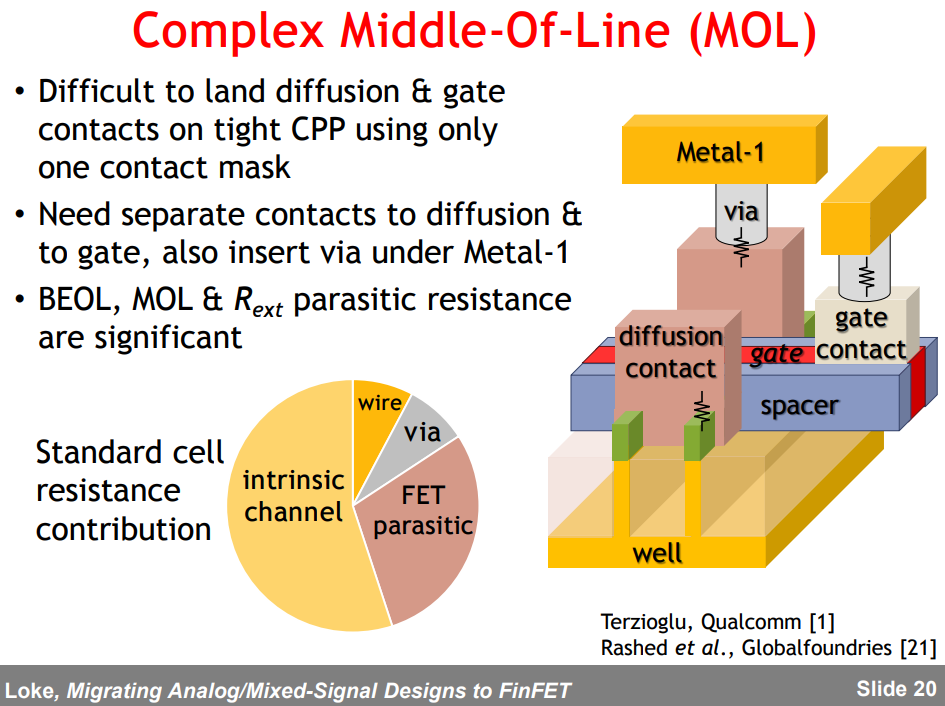 Complex Middle-Of-Line (MOL)
• Difficult to land diffusion & gate
contacts on tight CPP using only
one contact mask
• Need separate contacts to diffusion &
to gate, also insert via under Metal-1
• BEOL, MOL & Rext parasitic resistance
are significant
Standard cell
resistance
contribution
wire
via
intrinsic
channel
FET
parasitic
Metal-1
via
diffusion
contact
gate
gate
contact
spacer
well
Terzioglu, Qualcomm [1]
Rashed et al., Globalfoundries [21]
Loke, Migrating Analog/Mixed-Signal Designs to FinFET
Slide 20